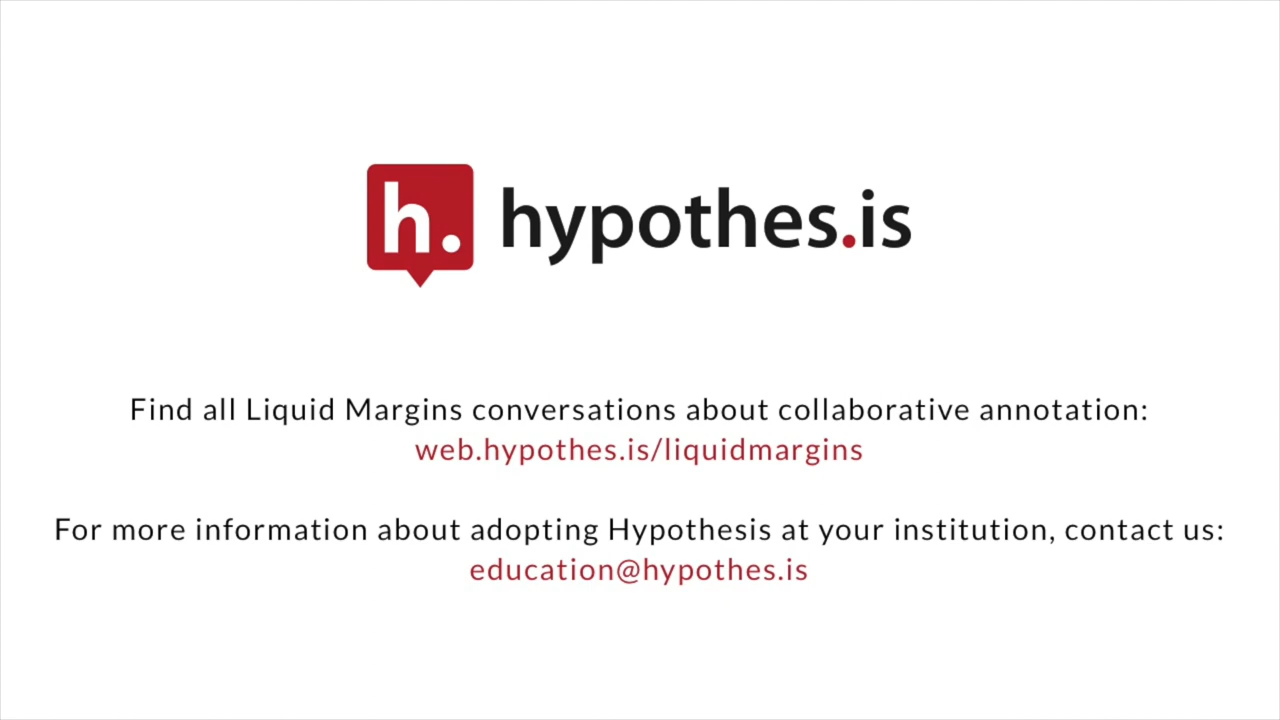 h. hypothes.is
Find all Liquid Margins conversations about collaborative annotation:
web.hypothes.is/liquidmargins
For more information about adopting Hypothesis at your institution, contact us:
education@hypothes.is